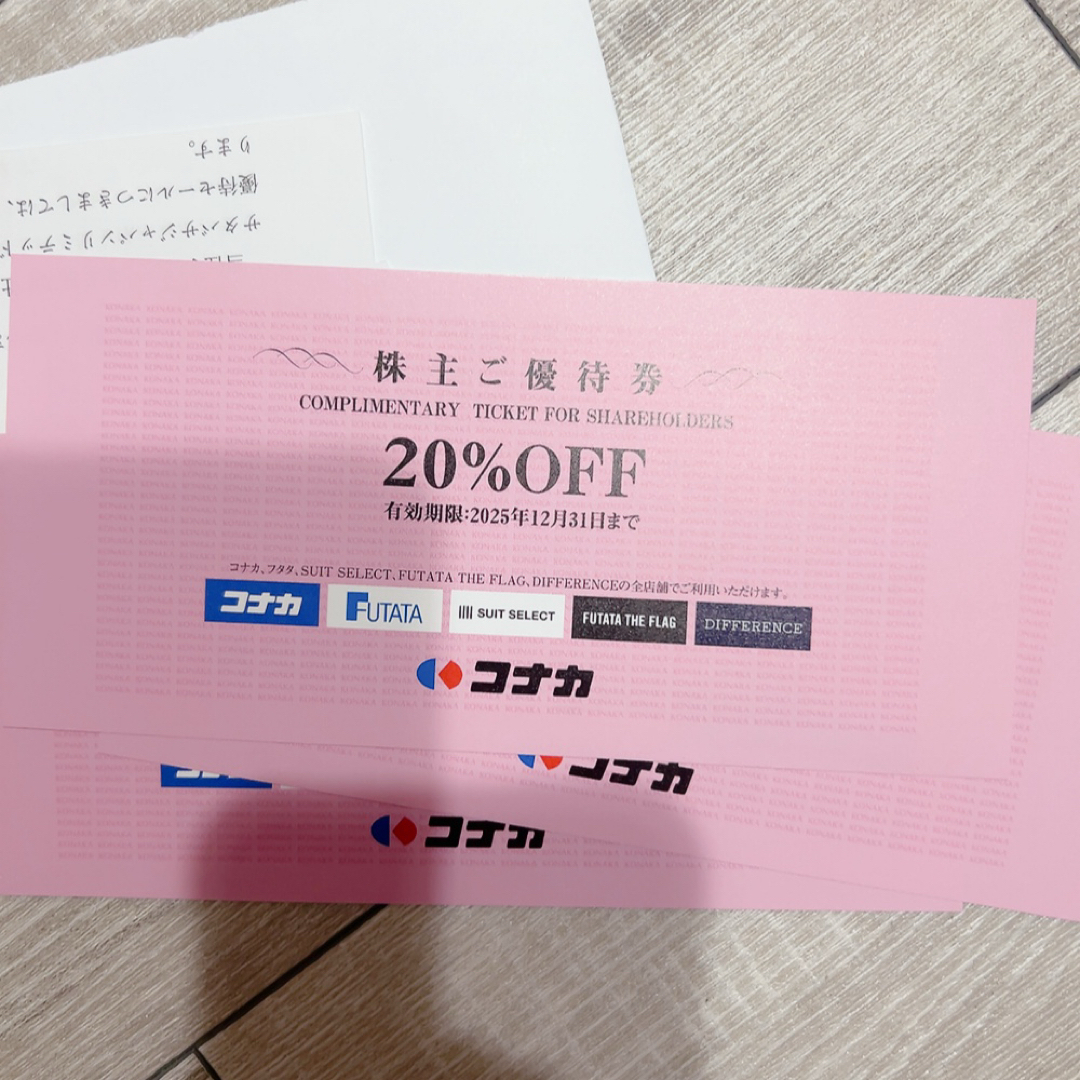 ります。
優待セールにつきましては、
サタバサジャパンリミテッド
株主ご優待券
COMPLIMENTARY TICKET FOR SHAREHOLDERS
20%OFF
有効期限:2025年12月31日まで
コナカ、フタタ、SUIT SELECT、FUTATA THE FLAG、DIFFERENCEの全店舗でご利用いただけます。
コナカ FUTATA SUIT SELECT FUTATA THE FLAG DIFFERENCE
コナカ
コナカ
コナカ